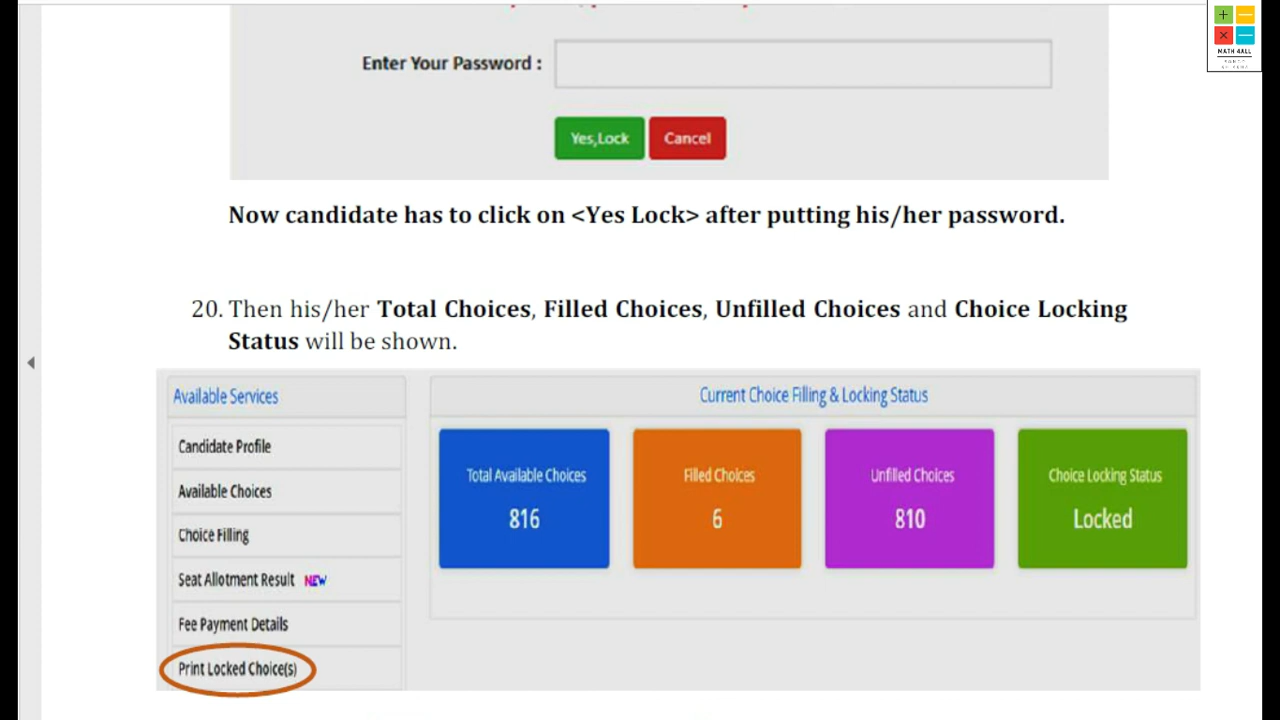 MATH 4ALL
Enter Your Password :
Yes,Lock
Cancel
Now candidate has to click on <Yes Lock> after putting his/her password.
20. Then his/her Total Choices, Filled Choices, Unfilled Choices and Choice Locking
Status will be shown.
Available Services
Candidate Profile
Available Choices
Choice Filling
Seat Allotment Result NEW
Fee Payment Details
Print Locked Choice(s)
Current Choice Filling & Locking Status
Total Available Choices
816
Filled Choices
6
Unfilled Choices
810
Choice Locking Status
Locked